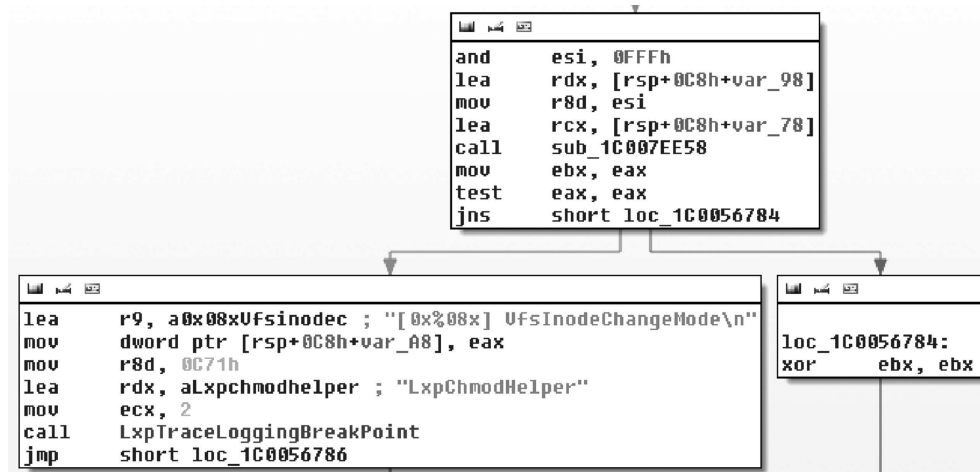 and esi, 0FFFh
lea rdx, [rsp+0C8h+var_98]
mov r8d, esi
lea rcx, [rsp+0C8h+var_78]
call sub_1C007EE58
mov ebx, eax
test eax, eax
jns short loc_1C0056784
lea r9, a0x08xVfsinodec ; "[0x%08x] VfsInodeChangeMode\n"
mov dword ptr [rsp+0C8h+var_A8], eax
mov r8d, 0C71h
lea rdx, aLxpchmodhelper ; "LxpChmodHelper"
mov ecx, 2
call LxpTraceLoggingBreakPoint
jmp short loc_1C0056786
loc_1C0056784:
xor ebx, ebx